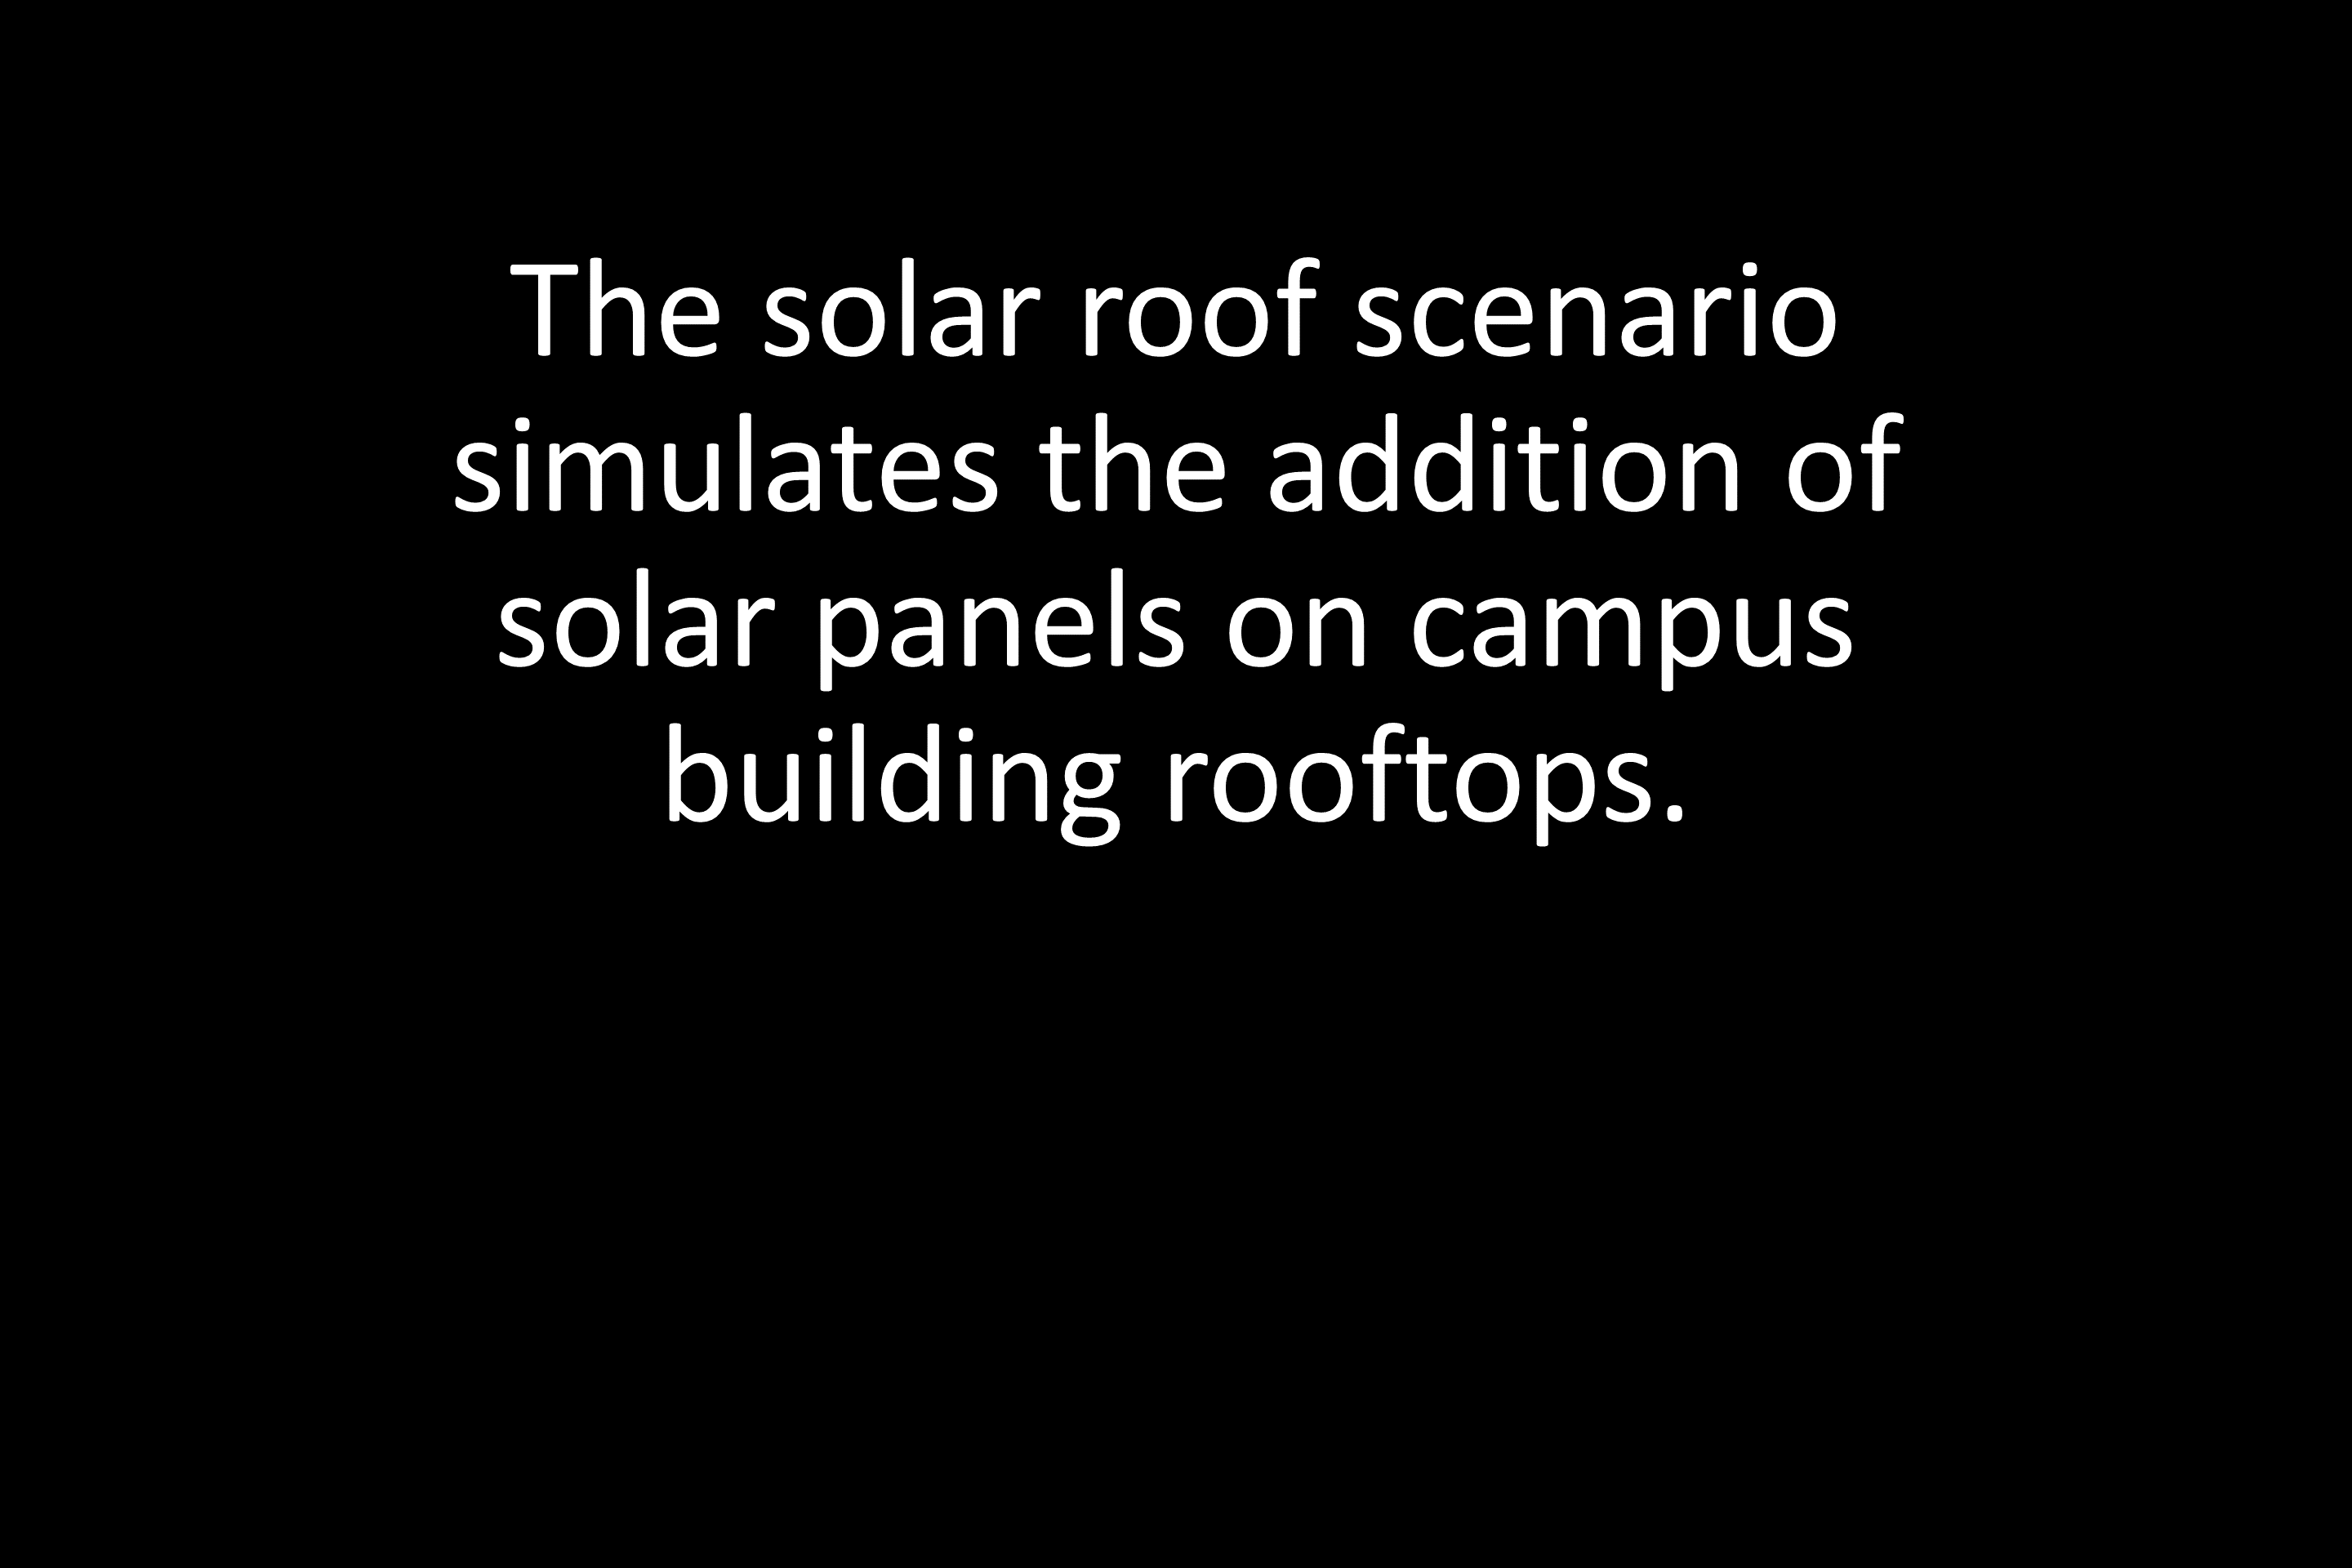 The solar roof scenario
simulates the addition of
solar panels on campus
building rooftops.